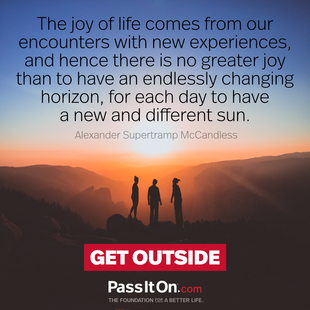 The joy of life comes from our
encounters with new experiences,
and hence there is no greater joy
than to have an endlessly changing
horizon, for each day to have
a new and different sun.
Alexander Supertramp McCandless
GET OUTSIDE
PassItOn.com
THE FOUNDATION FOR A BETTER LIFE.